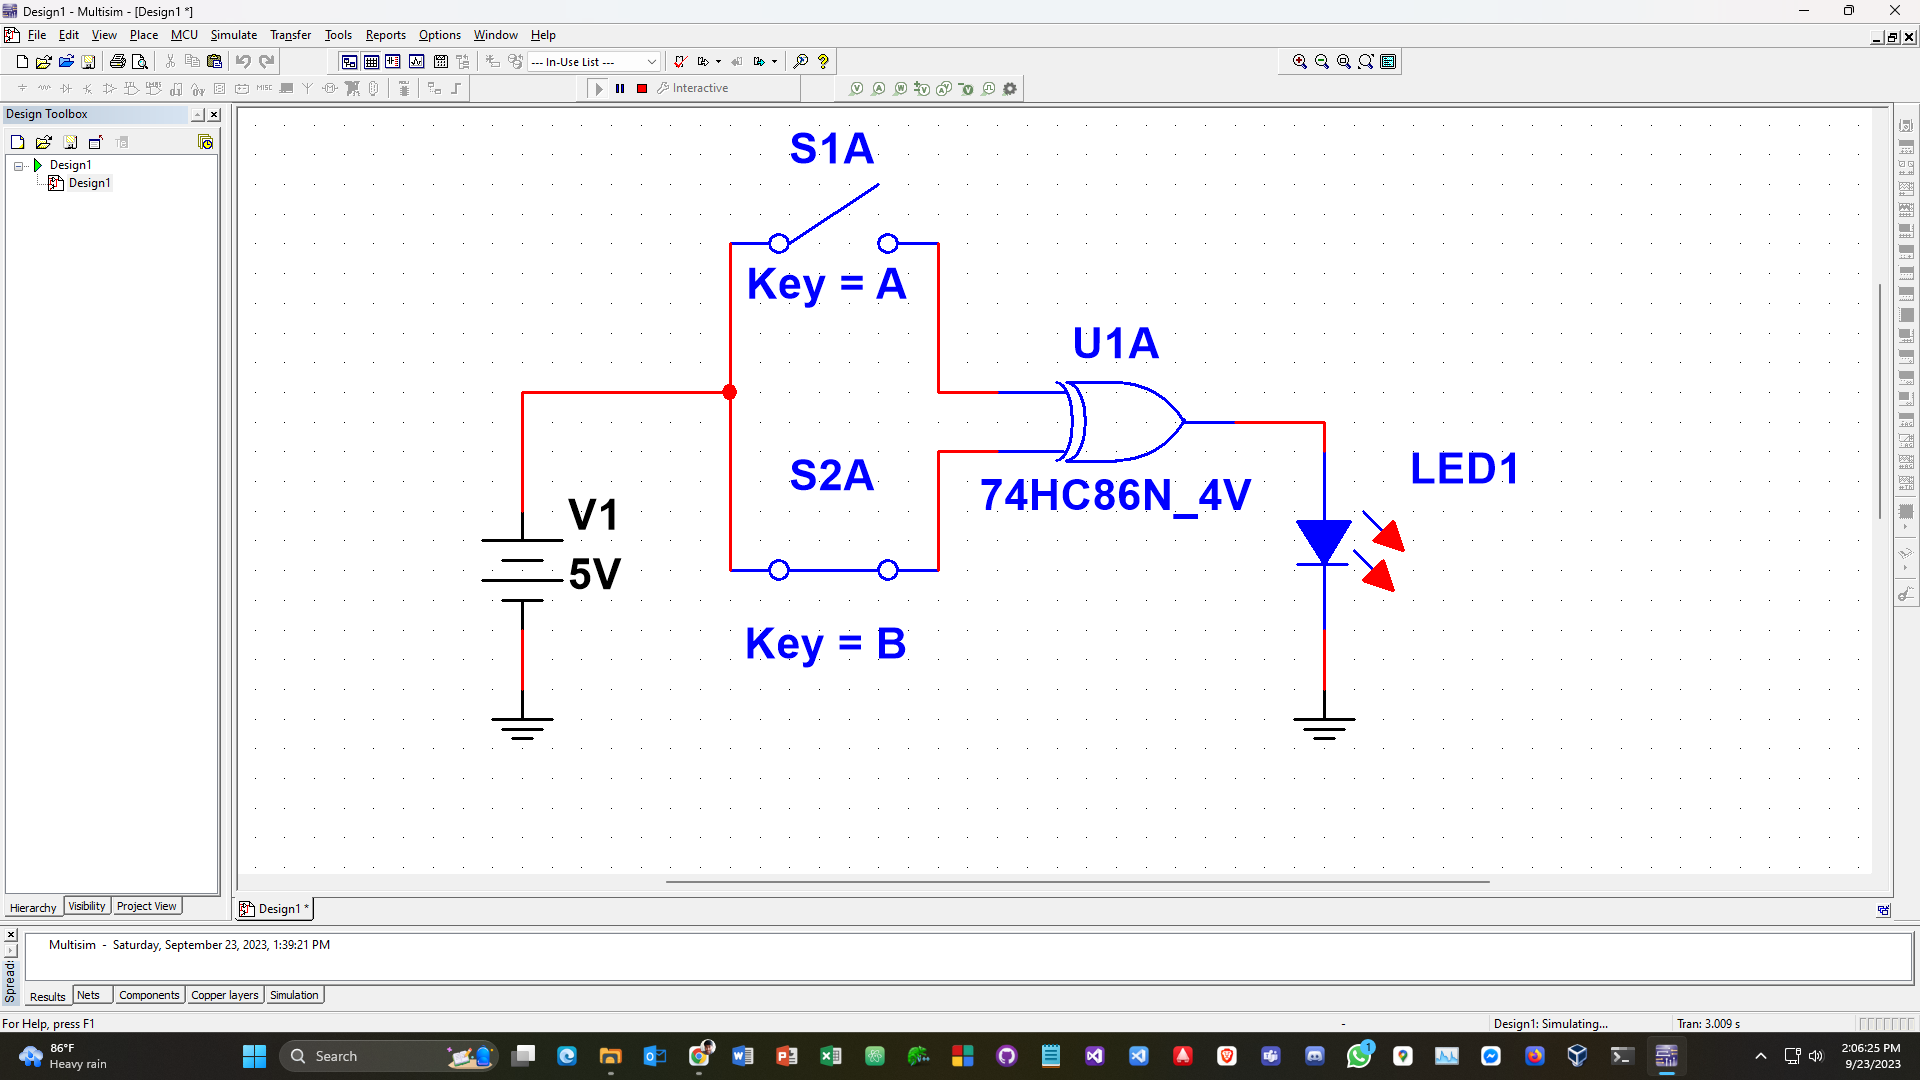 Design1 - Multisim - [Design1 *]
File Edit View Place MCU Simulate Transfer Tools Reports Options Window Help
--- In-Use List ---
MISC
Interactive
Design Toolbox
Design1
Design1
S1A
Key = A
U1A
S2A
74HC86N_4V
LED1
V1
5V
Key = B
Hierarchy Visibility Project View
Design1 *
Multisim - Saturday, September 23, 2023, 1:39:21 PM
Spread:
Results Nets Components Copper layers Simulation
For Help, press F1
-
Design1: Simulating...
Tran: 3.009 s
86°F
Heavy rain
Search
1
2:06:25 PM
9/23/2023